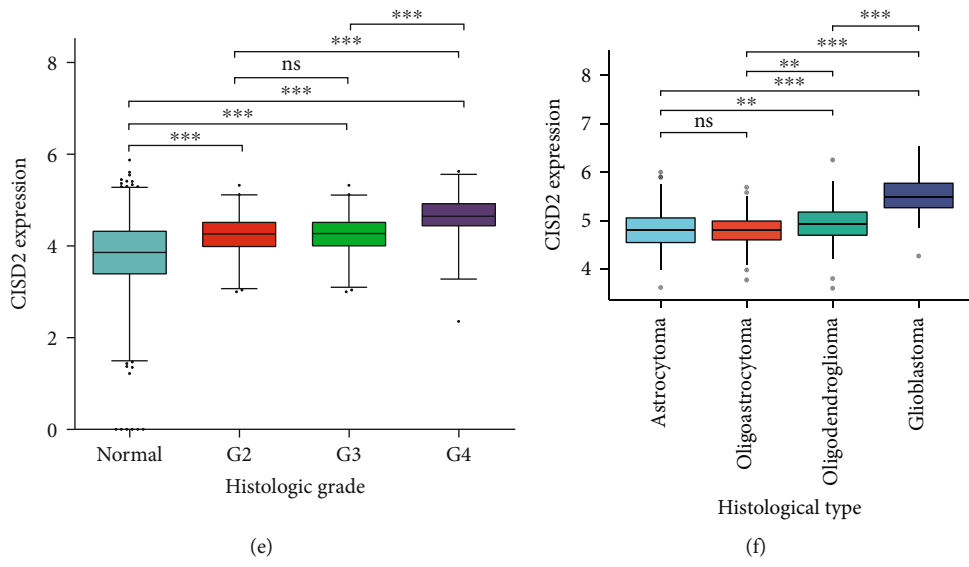 ***
***
ns
***
***
***
CISD2 expression
8
6
4
2
0
Normal G2 G3 G4
Histologic grade
(e)
***
***
**
***
**
ns
CISD2 expression
8
7
6
5
4
Astrocytoma
Oligoastrocytoma
Oligodendroglioma
Glioblastoma
Histological type
(f)